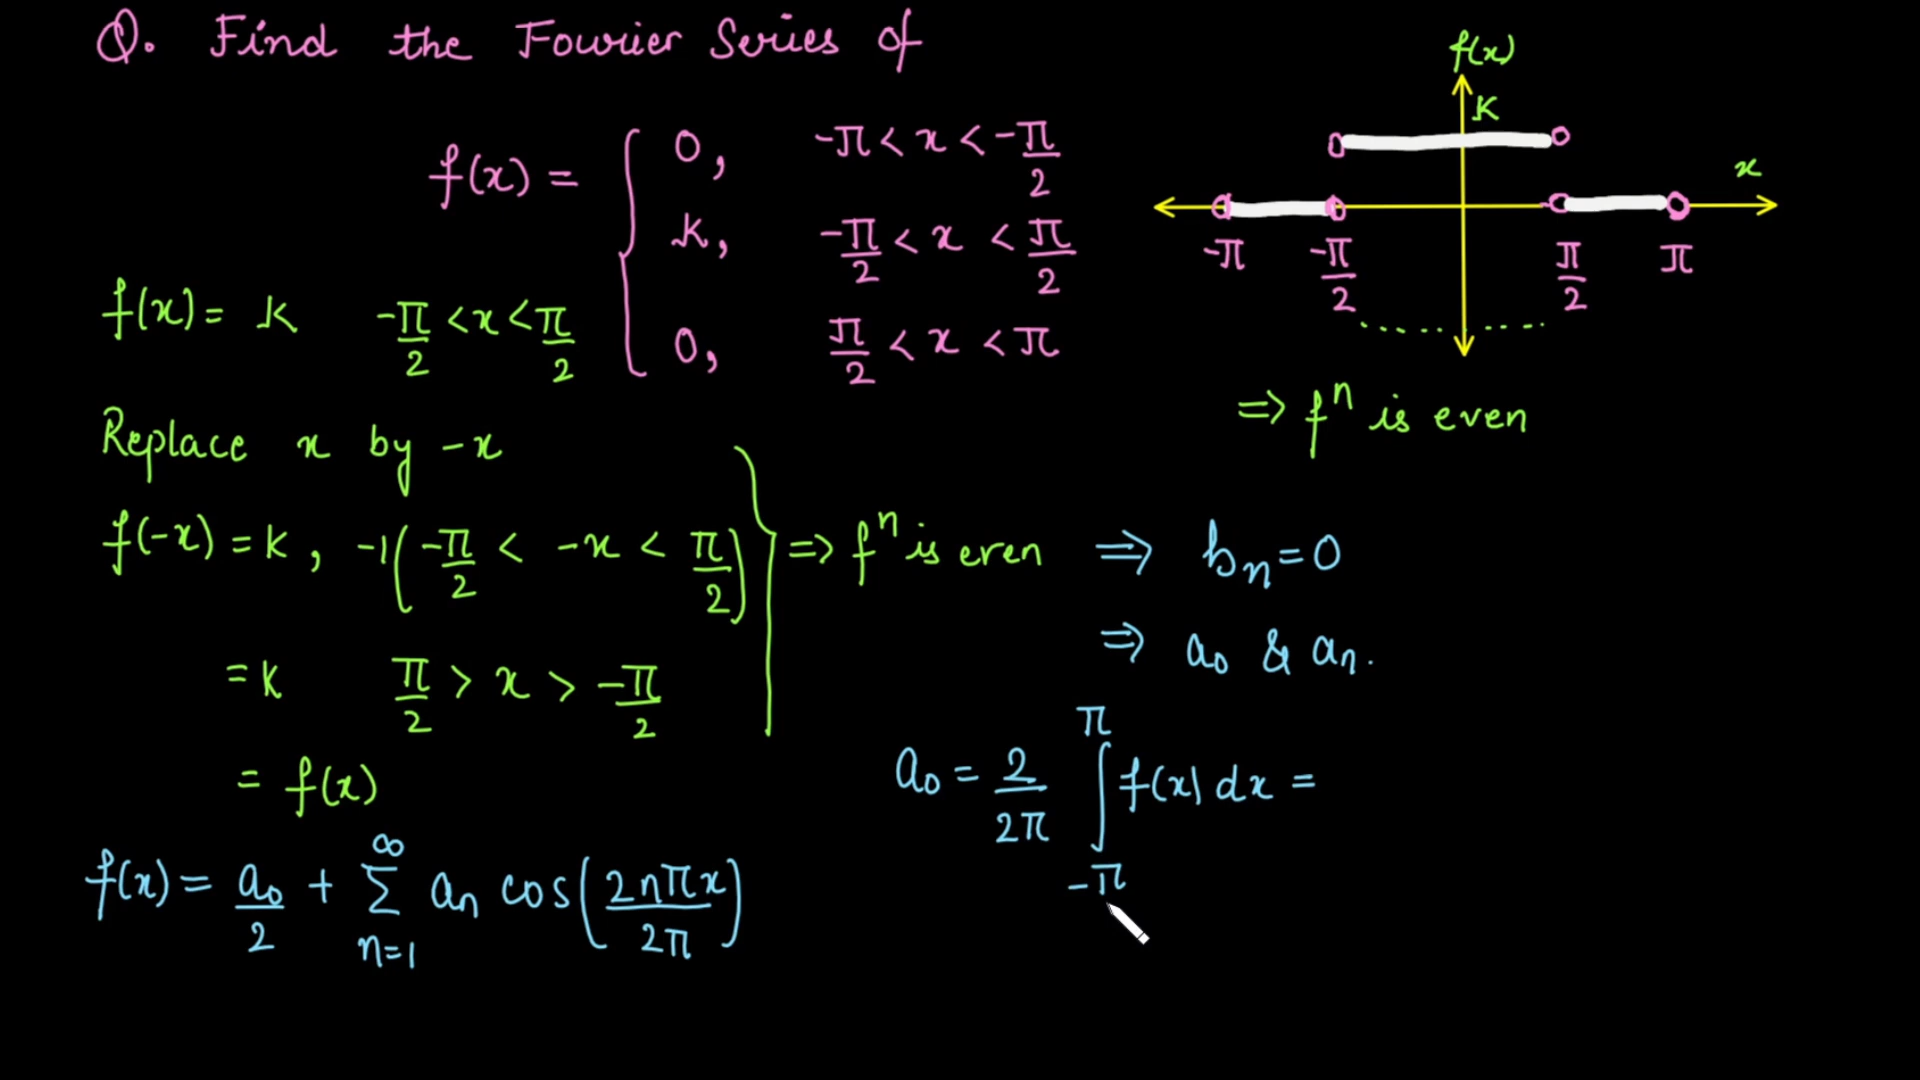 Q. Find the Fourier Series of
f(x) = { 0, -π < x < -π/2
k, -π/2 < x < π/2
0, π/2 < x < π
f(x)
K
x
-π -π/2 π/2 π
⇒ fⁿ is even
f(x) = k -π/2 < x < π/2
Replace x by -x
f(-x) = k, -1(-π/2 < -x < π/2) } ⇒ fⁿ is even ⇒ bn = 0
⇒ a0 & an.
= k π/2 > x > -π/2
= f(x)
a0 = 2/2π ∫_{-π}^{π} f(x) dx =
f(x) = a0/2 + Σ_{n=1}^{∞} an cos(2nπx/2π)